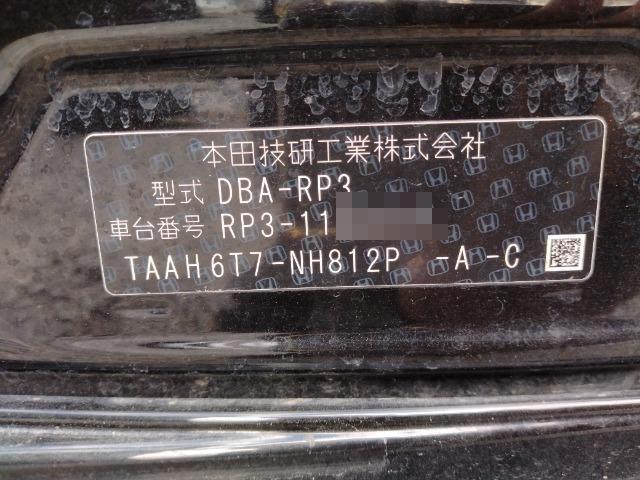 本田技研工業株式会社
型式 DBA-RP3
車台番号 RP3-11
TAAH6T7-NH812P -A-C